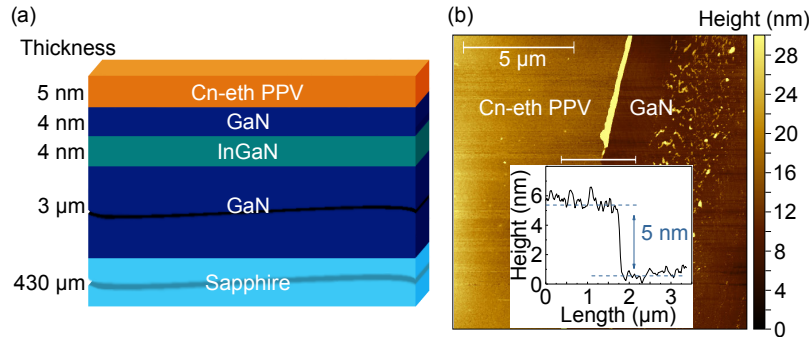 (a)
Thickness
5 nm Cn-eth PPV
4 nm GaN
4 nm InGaN
3 µm GaN
430 µm Sapphire
(b)
Height (nm)
5 µm
Cn-eth PPV GaN
28
24
20
16
12
8
4
0
Height (nm)
6
4
2
0
5 nm
0 1 2 3
Length (µm)